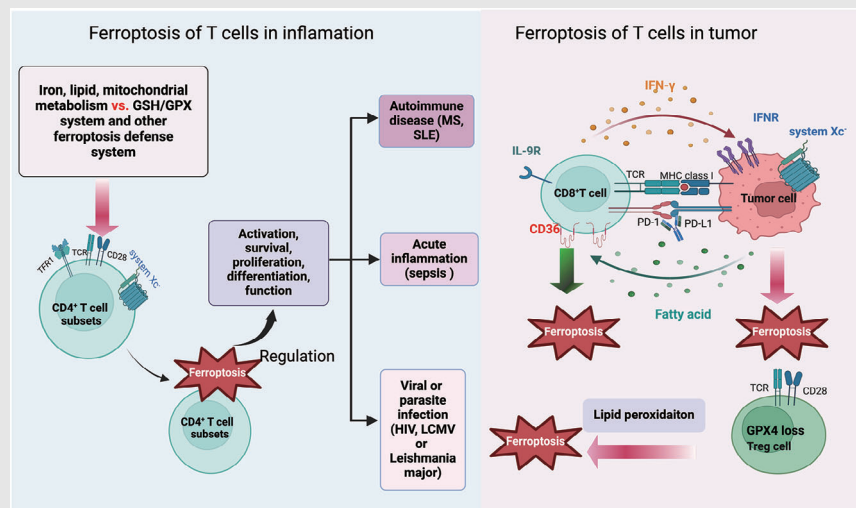 Ferroptosis of T cells in inflamation
Iron, lipid, mitochondrial
metabolism vs. GSH/GPX
system and other
ferroptosis defense
system
TFR1
TCR
CD28
system Xc
CD4+ T cell
subsets
Ferroptosis
CD4+ T cell
subsets
Regulation
Activation,
survival,
proliferation,
differentiation,
function
Autoimmune
disease (MS,
SLE)
Acute
inflammation
(sepsis )
Viral or
parasite
infection
(HIV, LCMV
or
Leishmania
major)
Ferroptosis of T cells in tumor
IFN-γ
IFNR
system Xc-
IL-9R
TCR
MHC class I
CD8+T cell
Tumor cell
CD36
PD-1
PD-L1
Fatty acid
Ferroptosis
Ferroptosis
TCR
CD28
GPX4 loss
Treg cell
Lipid peroxidaiton
Ferroptosis